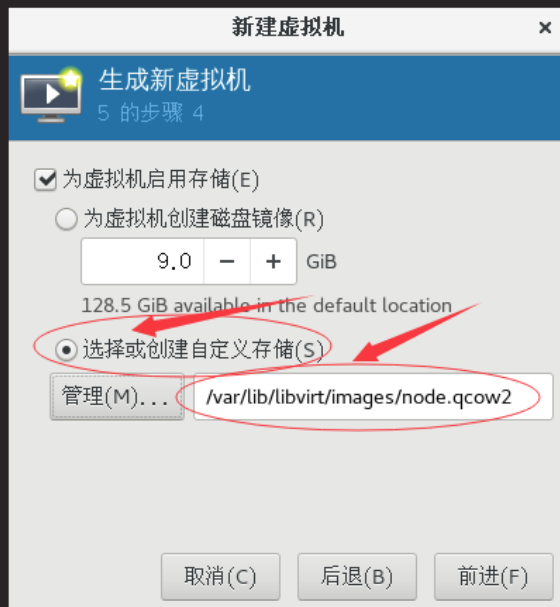 新建虚拟机 ×
生成新虚拟机
5 的步骤 4
为虚拟机启用存储(E)
为虚拟机创建磁盘镜像(R)
9.0 − + GiB
128.5 GiB available in the default location
选择或创建自定义存储(S)
管理(M)... /var/lib/libvirt/images/node.qcow2
取消(C) 后退(B) 前进(F)